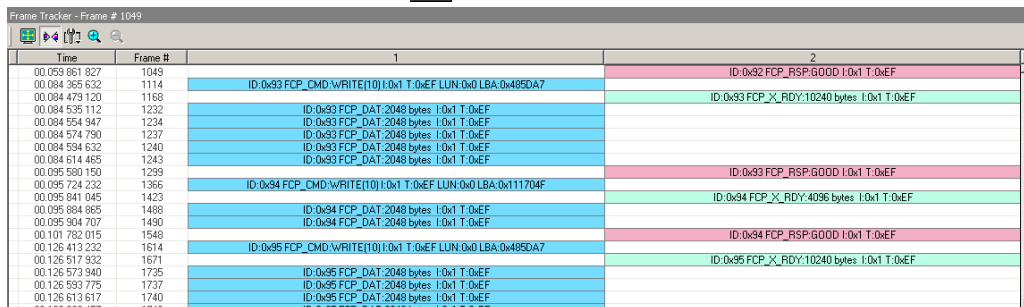 Frame Tracker - Frame # 1049
Time Frame # 1 2
00.059 861 827 1049 ID:0x92 FCP_RSP:GOOD I:0x1 T:0xEF
00.084 365 632 1114 ID:0x93 FCP_CMD:WRITE(10) I:0x1 T:0xEF LUN:0x0 LBA:0x485DA7
00.084 479 120 1168 ID:0x93 FCP_X_RDY:10240 bytes I:0x1 T:0xEF
00.084 535 112 1232 ID:0x93 FCP_DAT:2048 bytes I:0x1 T:0xEF
00.084 554 947 1234 ID:0x93 FCP_DAT:2048 bytes I:0x1 T:0xEF
00.084 574 790 1237 ID:0x93 FCP_DAT:2048 bytes I:0x1 T:0xEF
00.084 594 632 1240 ID:0x93 FCP_DAT:2048 bytes I:0x1 T:0xEF
00.084 614 465 1243 ID:0x93 FCP_DAT:2048 bytes I:0x1 T:0xEF
00.095 580 150 1299 ID:0x93 FCP_RSP:GOOD I:0x1 T:0xEF
00.095 724 232 1366 ID:0x94 FCP_CMD:WRITE(10) I:0x1 T:0xEF LUN:0x0 LBA:0x111704F
00.095 841 045 1423 ID:0x94 FCP_X_RDY:4096 bytes I:0x1 T:0xEF
00.095 884 865 1488 ID:0x94 FCP_DAT:2048 bytes I:0x1 T:0xEF
00.095 904 707 1490 ID:0x94 FCP_DAT:2048 bytes I:0x1 T:0xEF
00.101 782 015 1548 ID:0x94 FCP_RSP:GOOD I:0x1 T:0xEF
00.126 413 232 1614 ID:0x95 FCP_CMD:WRITE(10) I:0x1 T:0xEF LUN:0x0 LBA:0x485DA7
00.126 517 932 1671 ID:0x95 FCP_X_RDY:10240 bytes I:0x1 T:0xEF
00.126 573 940 1735 ID:0x95 FCP_DAT:2048 bytes I:0x1 T:0xEF
00.126 593 775 1737 ID:0x95 FCP_DAT:2048 bytes I:0x1 T:0xEF
00.126 613 617 1740 ID:0x95 FCP_DAT:2048 bytes I:0x1 T:0xEF